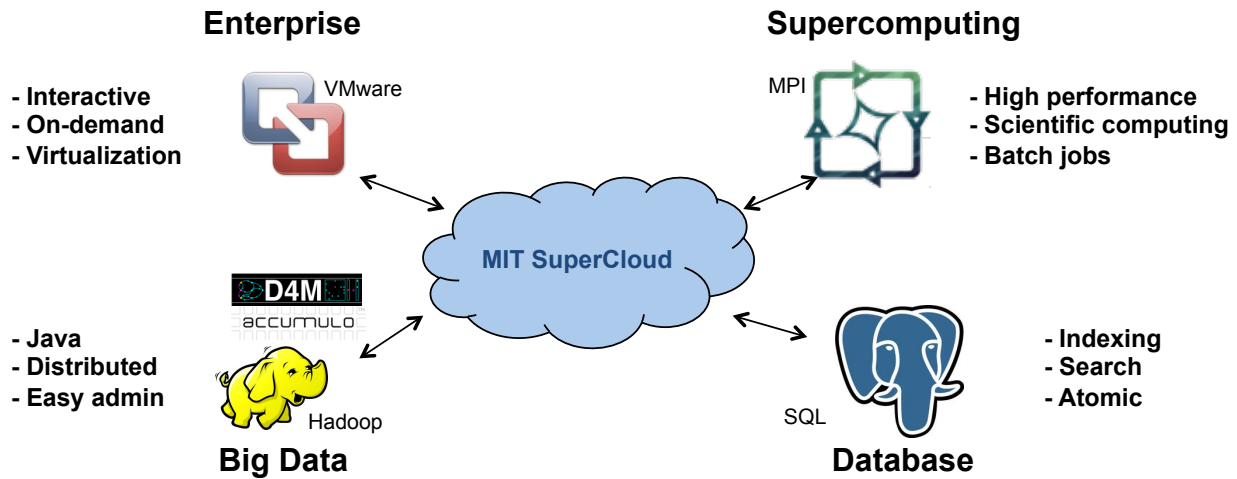 Enterprise
- Interactive
- On-demand
- Virtualization
VMware
Supercomputing
MPI
- High performance
- Scientific computing
- Batch jobs
MIT SuperCloud
D4M
accumulo
- Java
- Distributed
- Easy admin
Hadoop
Big Data
SQL
- Indexing
- Search
- Atomic
Database